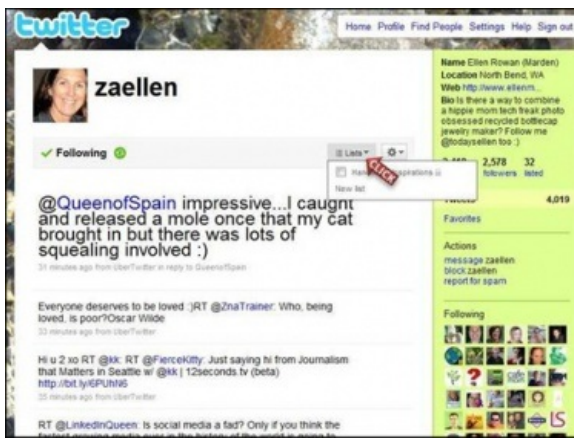 twitter
Home Profile Find People Settings Help Sign out
zaellen
Following
Lists
CLICK
New list
@QueenofSpain impressive...I caught
and released a mole once that my cat
brought in but there was lots of
squealing involved :)
31 minutes ago from UberTwitter in reply to QueenofSpain
Everyone deserves to be loved :)RT @ZnaTrainer: Who, being
loved, is poor?Oscar Wilde
33 minutes ago from UberTwitter
Hi u 2 xo RT @kk: RT @FierceKitty: Just saying hi from Journalism
that Matters in Seattle w/ @kk | 12seconds.tv (beta)
http://bit.ly/6PUhN6
35 minutes ago from UberTwitter
RT @LinkedInQueen: Is social media a fad? Only if you think the
Name Ellen Rowan (Marden)
Location North Bend, WA
Web http://www.ellenm...
Bio Is there a way to combine
a hippie mom tech freak photo
obsessed recycled bottlecap
jewelry maker? Follow me
@todaysellen too :)
2,578 32
followers listed
Tweets 4,019
Favorites
Actions
message zaellen
block zaellen
report for spam
Following